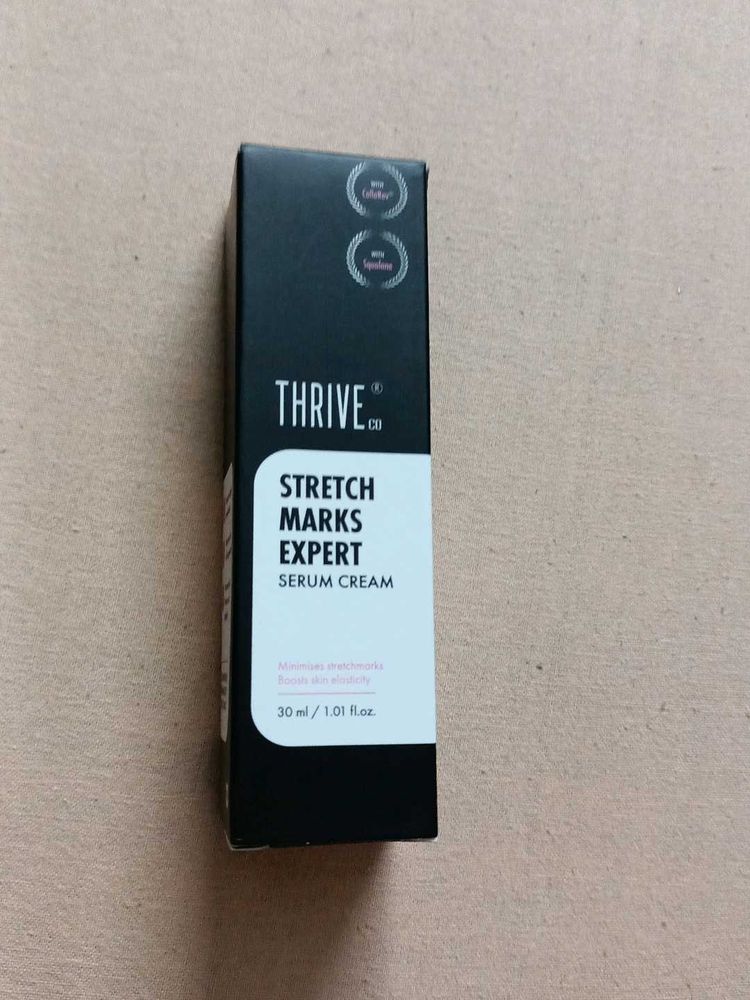 WITH
CollaRev®
WITH
Squalane
THRIVE®
CO
STRETCH
MARKS
EXPERT
SERUM CREAM
Minimises stretchmarks
Boosts skin elasticity
30 ml / 1.01 fl.oz.